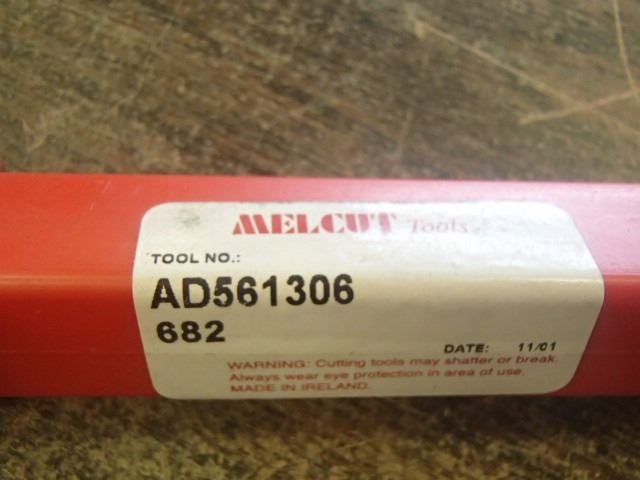 MELCUT Tools
TOOL NO.:
AD561306
682
DATE: 11/01
WARNING: Cutting tools may shatter or break.
Always wear eye protection in area of use.
MADE IN IRELAND.